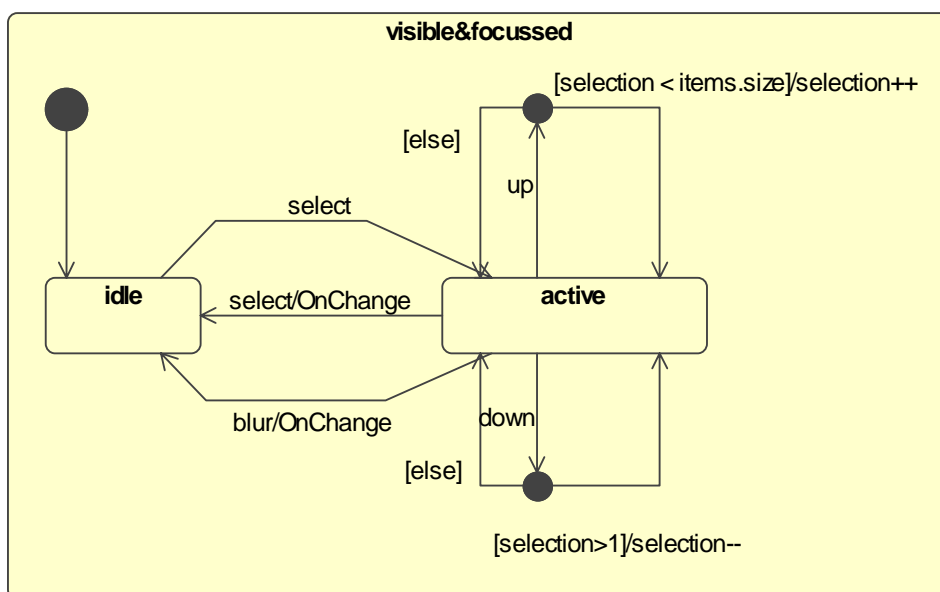 visible&focussed
[selection < items.size]/selection++
[else]
up
select
idle
select/OnChange
active
blur/OnChange
down
[else]
[selection>1]/selection--